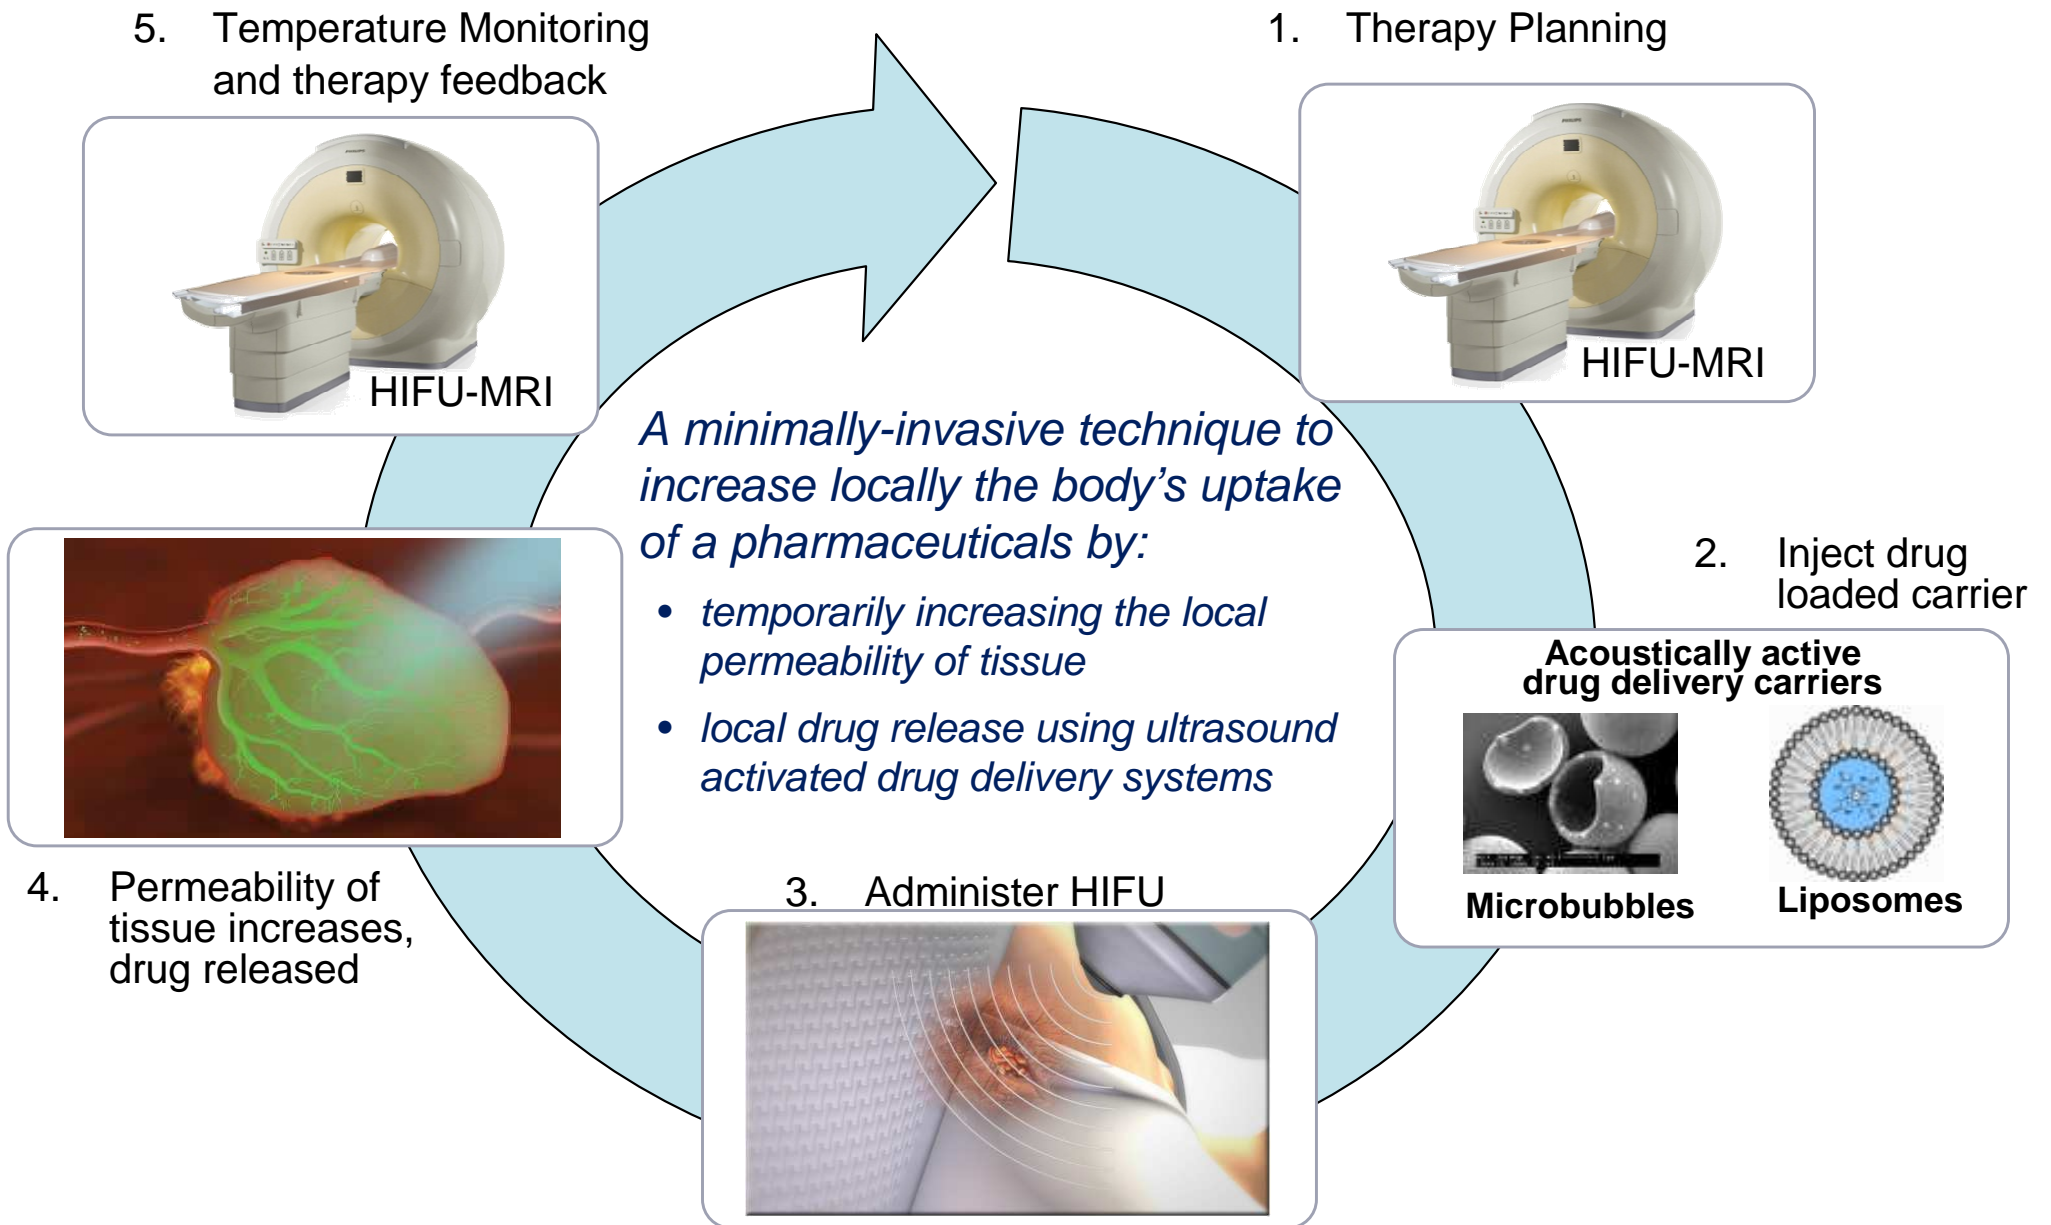 5. Temperature Monitoring
and therapy feedback
HIFU-MRI
1. Therapy Planning
HIFU-MRI
A minimally-invasive technique to
increase locally the body’s uptake
of a pharmaceuticals by:
• temporarily increasing the local
permeability of tissue
• local drug release using ultrasound
activated drug delivery systems
2. Inject drug
loaded carrier
Acoustically active
drug delivery carriers
Microbubbles
Liposomes
3. Administer HIFU
4. Permeability of
tissue increases,
drug released